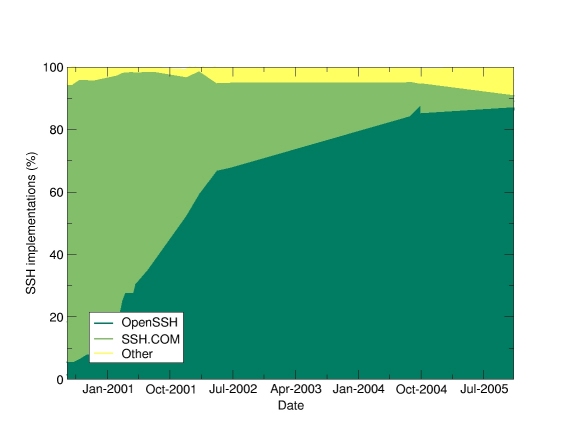 100
80
60
40
20
0
SSH implementations (%)
OpenSSH
SSH.COM
Other
Jan-2001 Oct-2001 Jul-2002 Apr-2003 Jan-2004 Oct-2004 Jul-2005
Date